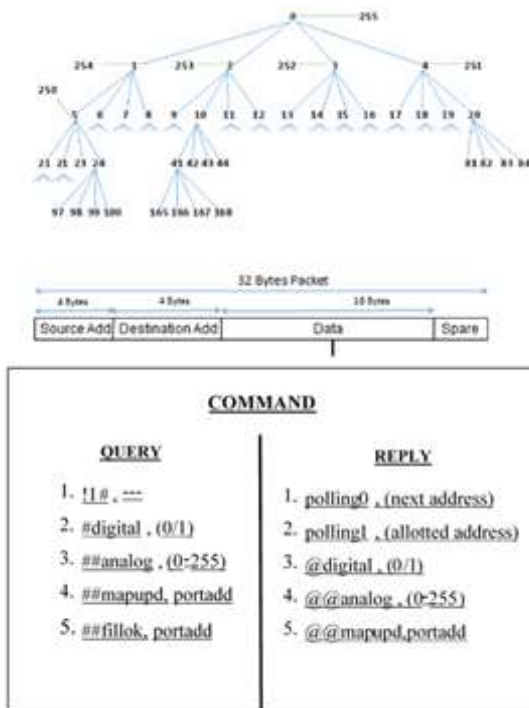 0 255
254 1 253 2 252 3 4 251
250
5 6 7 8 9 10 11 12 13 14 15 16 17 18 19 20
21 21 23 24 41 42 43 44 81 82 83 84
97 98 99 100 165 166 167 168
32 Bytes Packet
4 Bytes 4 Bytes 10 Bytes
Source Add Destination Add Data Spare
COMMAND
QUERY
1. !1# , ---
2. #digital , (0/1)
3. ##analog , (0-255)
4. ##mapupd, portadd
5. ##fillok, portadd
REPLY
1. polling0 , (next address)
2. polling1 , (allotted address)
3. @digital , (0/1)
4. @@analog , (0-255)
5. @@mapupd,portadd